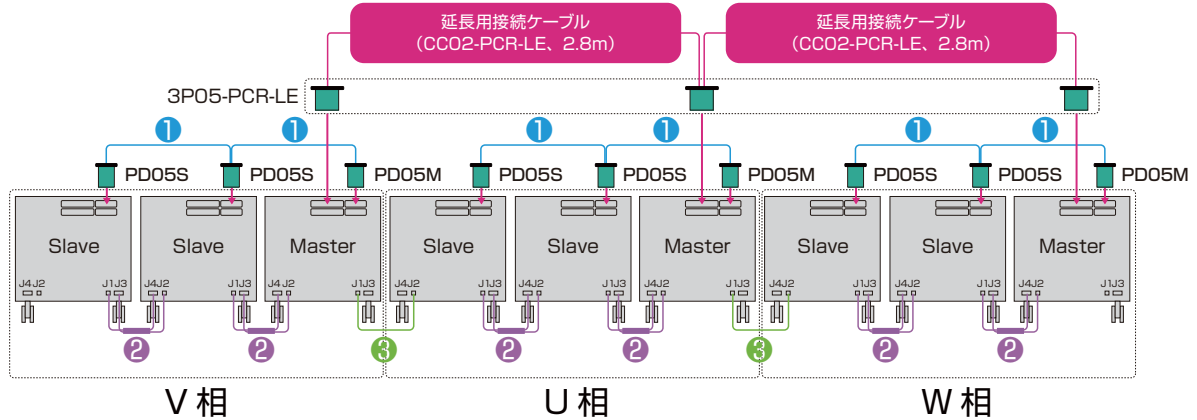 延長用接続ケーブル
（CC02-PCR-LE、2.8m）
延長用接続ケーブル
（CC02-PCR-LE、2.8m）
3P05-PCR-LE
❶ ❶ ❶ ❶ ❶ ❶
PD05S PD05S PD05M PD05S PD05S PD05M PD05S PD05S PD05M
Slave Slave Master Slave Slave Master Slave Slave Master
J4J2 J1J3 J4J2 J1J3 J4J2 J1J3 J4J2 J1J3 J4J2 J1J3 J4J2 J1J3 J4J2 J1J3 J4J2 J1J3 J4J2 J1J3
❷ ❷ ❸ ❷ ❷ ❸ ❷ ❷
V 相 U 相 W 相